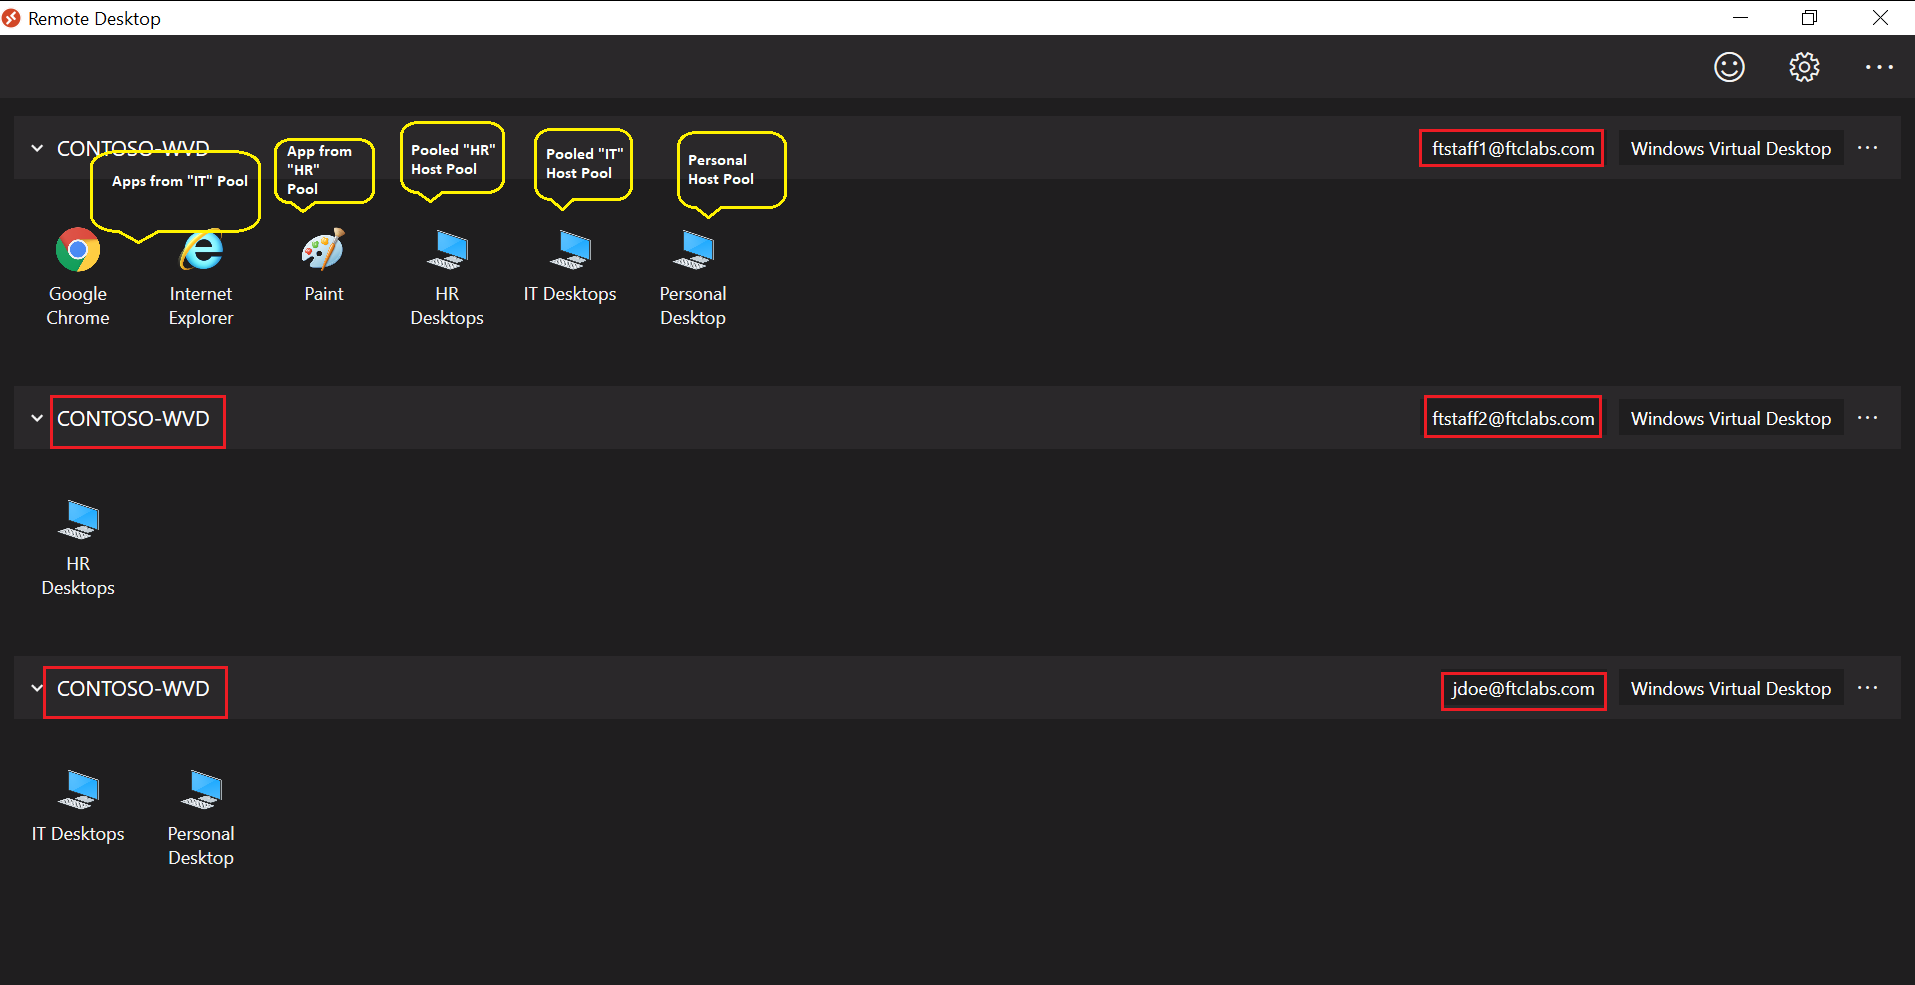 Remote Desktop
CONTOSO-WVD
ftstaff1@ftclabs.com
Windows Virtual Desktop
Apps from "IT" Pool
App from
"HR"
Pool
Pooled "HR"
Host Pool
Pooled "IT"
Host Pool
Personal
Host Pool
Google
Chrome
Internet
Explorer
Paint
HR
Desktops
IT Desktops
Personal
Desktop
CONTOSO-WVD
ftstaff2@ftclabs.com
Windows Virtual Desktop
HR
Desktops
CONTOSO-WVD
jdoe@ftclabs.com
Windows Virtual Desktop
IT Desktops
Personal
Desktop